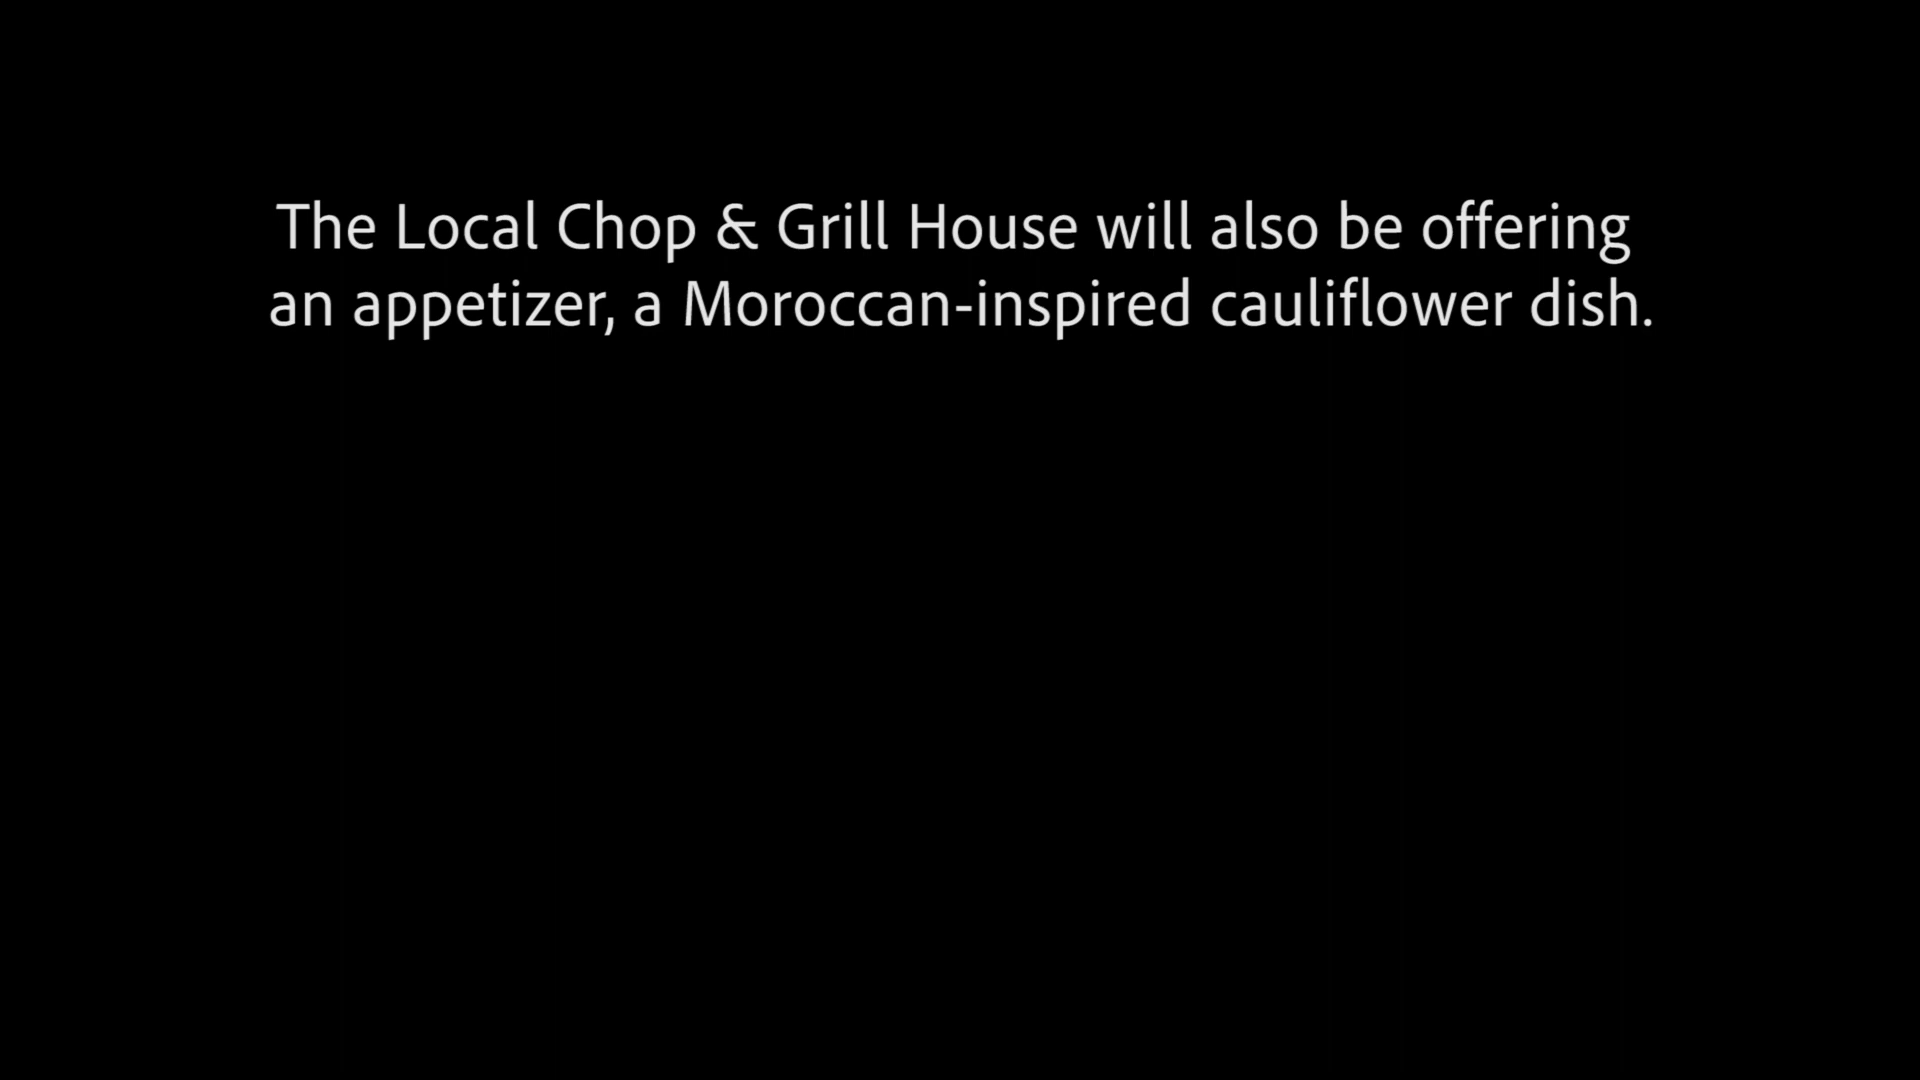 The Local Chop & Grill House will also be offering
an appetizer, a Moroccan-inspired cauliflower dish.